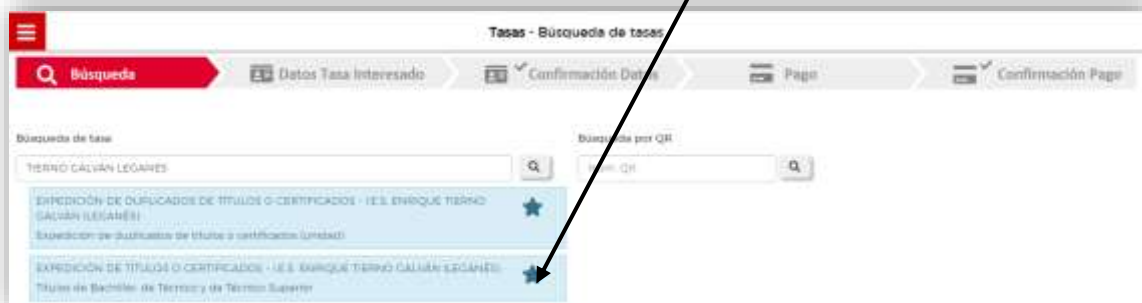 Tasas - Búsqueda de tasas
Búsqueda
Datos Tasa Interesado
Confirmación Datos
Pago
Confirmación Pago
Búsqueda de tasa
Búsqueda por QR
TIERNO GALVÁN LEGANÉS
Núm. QR
EXPEDICIÓN DE DUPLICADOS DE TÍTULOS O CERTIFICADOS - I.E.S. ENRIQUE TIERNO
GALVÁN (LEGANÉS)
Expedición de duplicados de títulos o certificados (unidad)
EXPEDICIÓN DE TÍTULOS O CERTIFICADOS - I.E.S. ENRIQUE TIERNO GALVÁN (LEGANÉS)
Títulos de Bachiller, de Técnico y de Técnico Superior